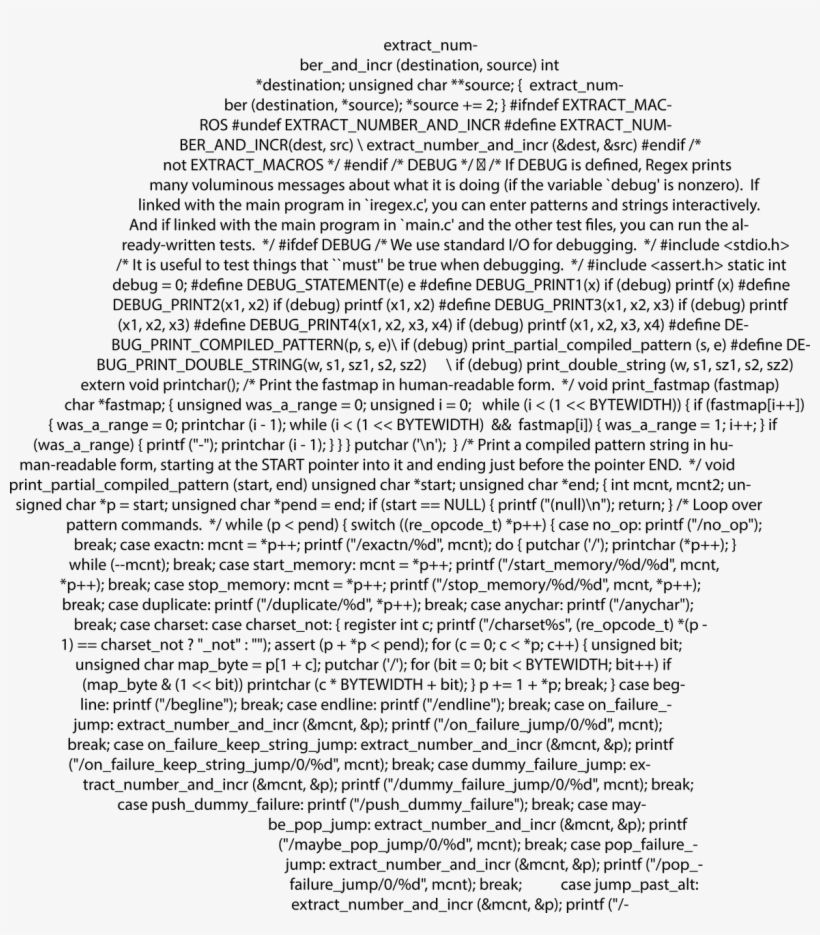 extract_num-
ber_and_incr (destination, source) int
*destination; unsigned char **source; { extract_num-
ber (destination, *source); *source += 2; } #ifndef EXTRACT_MAC-
ROS #undef EXTRACT_NUMBER_AND_INCR #define EXTRACT_NUM-
BER_AND_INCR(dest, src) \ extract_number_and_incr (&dest, &src) #endif /*
not EXTRACT_MACROS */ #endif /* DEBUG */ /* If DEBUG is defined, Regex prints
many voluminous messages about what it is doing (if the variable `debug' is nonzero). If
linked with the main program in `iregex.c', you can enter patterns and strings interactively.
And if linked with the main program in `main.c' and the other test files, you can run the al-
ready-written tests. */ #ifdef DEBUG /* We use standard I/O for debugging. */ #include <stdio.h>
/* It is useful to test things that ``must'' be true when debugging. */ #include <assert.h> static int
debug = 0; #define DEBUG_STATEMENT(e) e #define DEBUG_PRINT1(x) if (debug) printf (x) #define
DEBUG_PRINT2(x1, x2) if (debug) printf (x1, x2) #define DEBUG_PRINT3(x1, x2, x3) if (debug) printf
(x1, x2, x3) #define DEBUG_PRINT4(x1, x2, x3, x4) if (debug) printf (x1, x2, x3, x4) #define DE-
BUG_PRINT_COMPILED_PATTERN(p, s, e)\ if (debug) print_partial_compiled_pattern (s, e) #define DE-
BUG_PRINT_DOUBLE_STRING(w, s1, sz1, s2, sz2) \ if (debug) print_double_string (w, s1, sz1, s2, sz2)
extern void printchar(); /* Print the fastmap in human-readable form. */ void print_fastmap (fastmap)
char *fastmap; { unsigned was_a_range = 0; unsigned i = 0; while (i < (1 << BYTEWIDTH)) { if (fastmap[i++])
{ was_a_range = 0; printchar (i - 1); while (i < (1 << BYTEWIDTH) && fastmap[i]) { was_a_range = 1; i++; } if
(was_a_range) { printf ("-"); printchar (i - 1); } } } putchar ('\n'); } /* Print a compiled pattern string in hu-
man-readable form, starting at the START pointer into it and ending just before the pointer END. */ void
print_partial_compiled_pattern (start, end) unsigned char *start; unsigned char *end; { int mcnt, mcnt2; un-
signed char *p = start; unsigned char *pend = end; if (start == NULL) { printf ("(null)\n"); return; } /* Loop over
pattern commands. */ while (p < pend) { switch ((re_opcode_t) *p++) { case no_op: printf ("/no_op");
break; case exactn: mcnt = *p++; printf ("/exactn/%d", mcnt); do { putchar ('/'); printchar (*p++); }
while (--mcnt); break; case start_memory: mcnt = *p++; printf ("/start_memory/%d/%d", mcnt,
*p++); break; case stop_memory: mcnt = *p++; printf ("/stop_memory/%d/%d", mcnt, *p++);
break; case duplicate: printf ("/duplicate/%d", *p++); break; case anychar: printf ("/anychar");
break; case charset: case charset_not: { register int c; printf ("/charset%s", (re_opcode_t) *(p -
1) == charset_not ? "_not" : ""); assert (p + *p < pend); for (c = 0; c < *p; c++) { unsigned bit;
unsigned char map_byte = p[1 + c]; putchar ('/'); for (bit = 0; bit < BYTEWIDTH; bit++) if
(map_byte & (1 << bit)) printchar (c * BYTEWIDTH + bit); } p += 1 + *p; break; } case beg-
line: printf ("/begline"); break; case endline: printf ("/endline"); break; case on_failure_-
jump: extract_number_and_incr (&mcnt, &p); printf ("/on_failure_jump/0/%d", mcnt);
break; case on_failure_keep_string_jump: extract_number_and_incr (&mcnt, &p); printf
("/on_failure_keep_string_jump/0/%d", mcnt); break; case dummy_failure_jump: ex-
tract_number_and_incr (&mcnt, &p); printf ("/dummy_failure_jump/0/%d", mcnt); break;
case push_dummy_failure: printf ("/push_dummy_failure"); break; case may-
be_pop_jump: extract_number_and_incr (&mcnt, &p); printf
("/maybe_pop_jump/0/%d", mcnt); break; case pop_failure_-
jump: extract_number_and_incr (&mcnt, &p); printf ("/pop_-
failure_jump/0/%d", mcnt); break; case jump_past_alt:
extract_number_and_incr (&mcnt, &p); printf ("/-